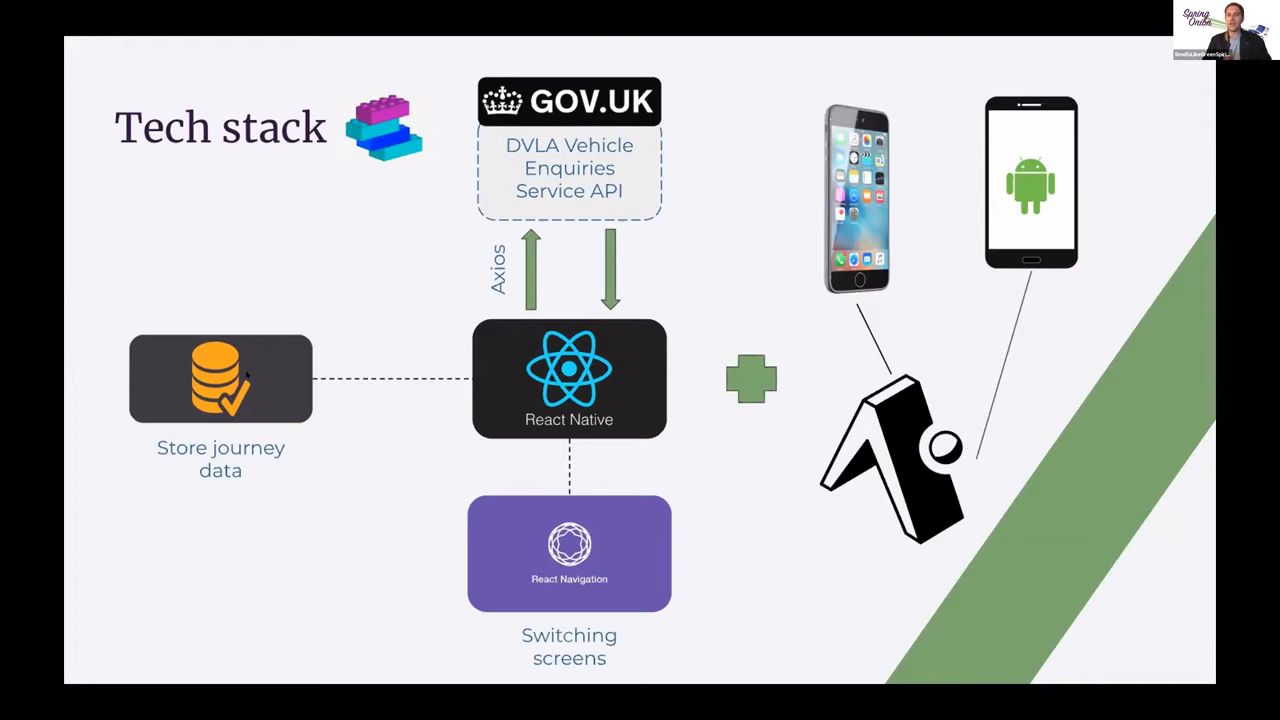 Tech stack
GOV.UK
DVLA Vehicle
Enquiries
Service API
Axios
React Native
Store journey
data
React Navigation
Switching
screens
Spring
Onion
SmellsLikeGreenSpiri...